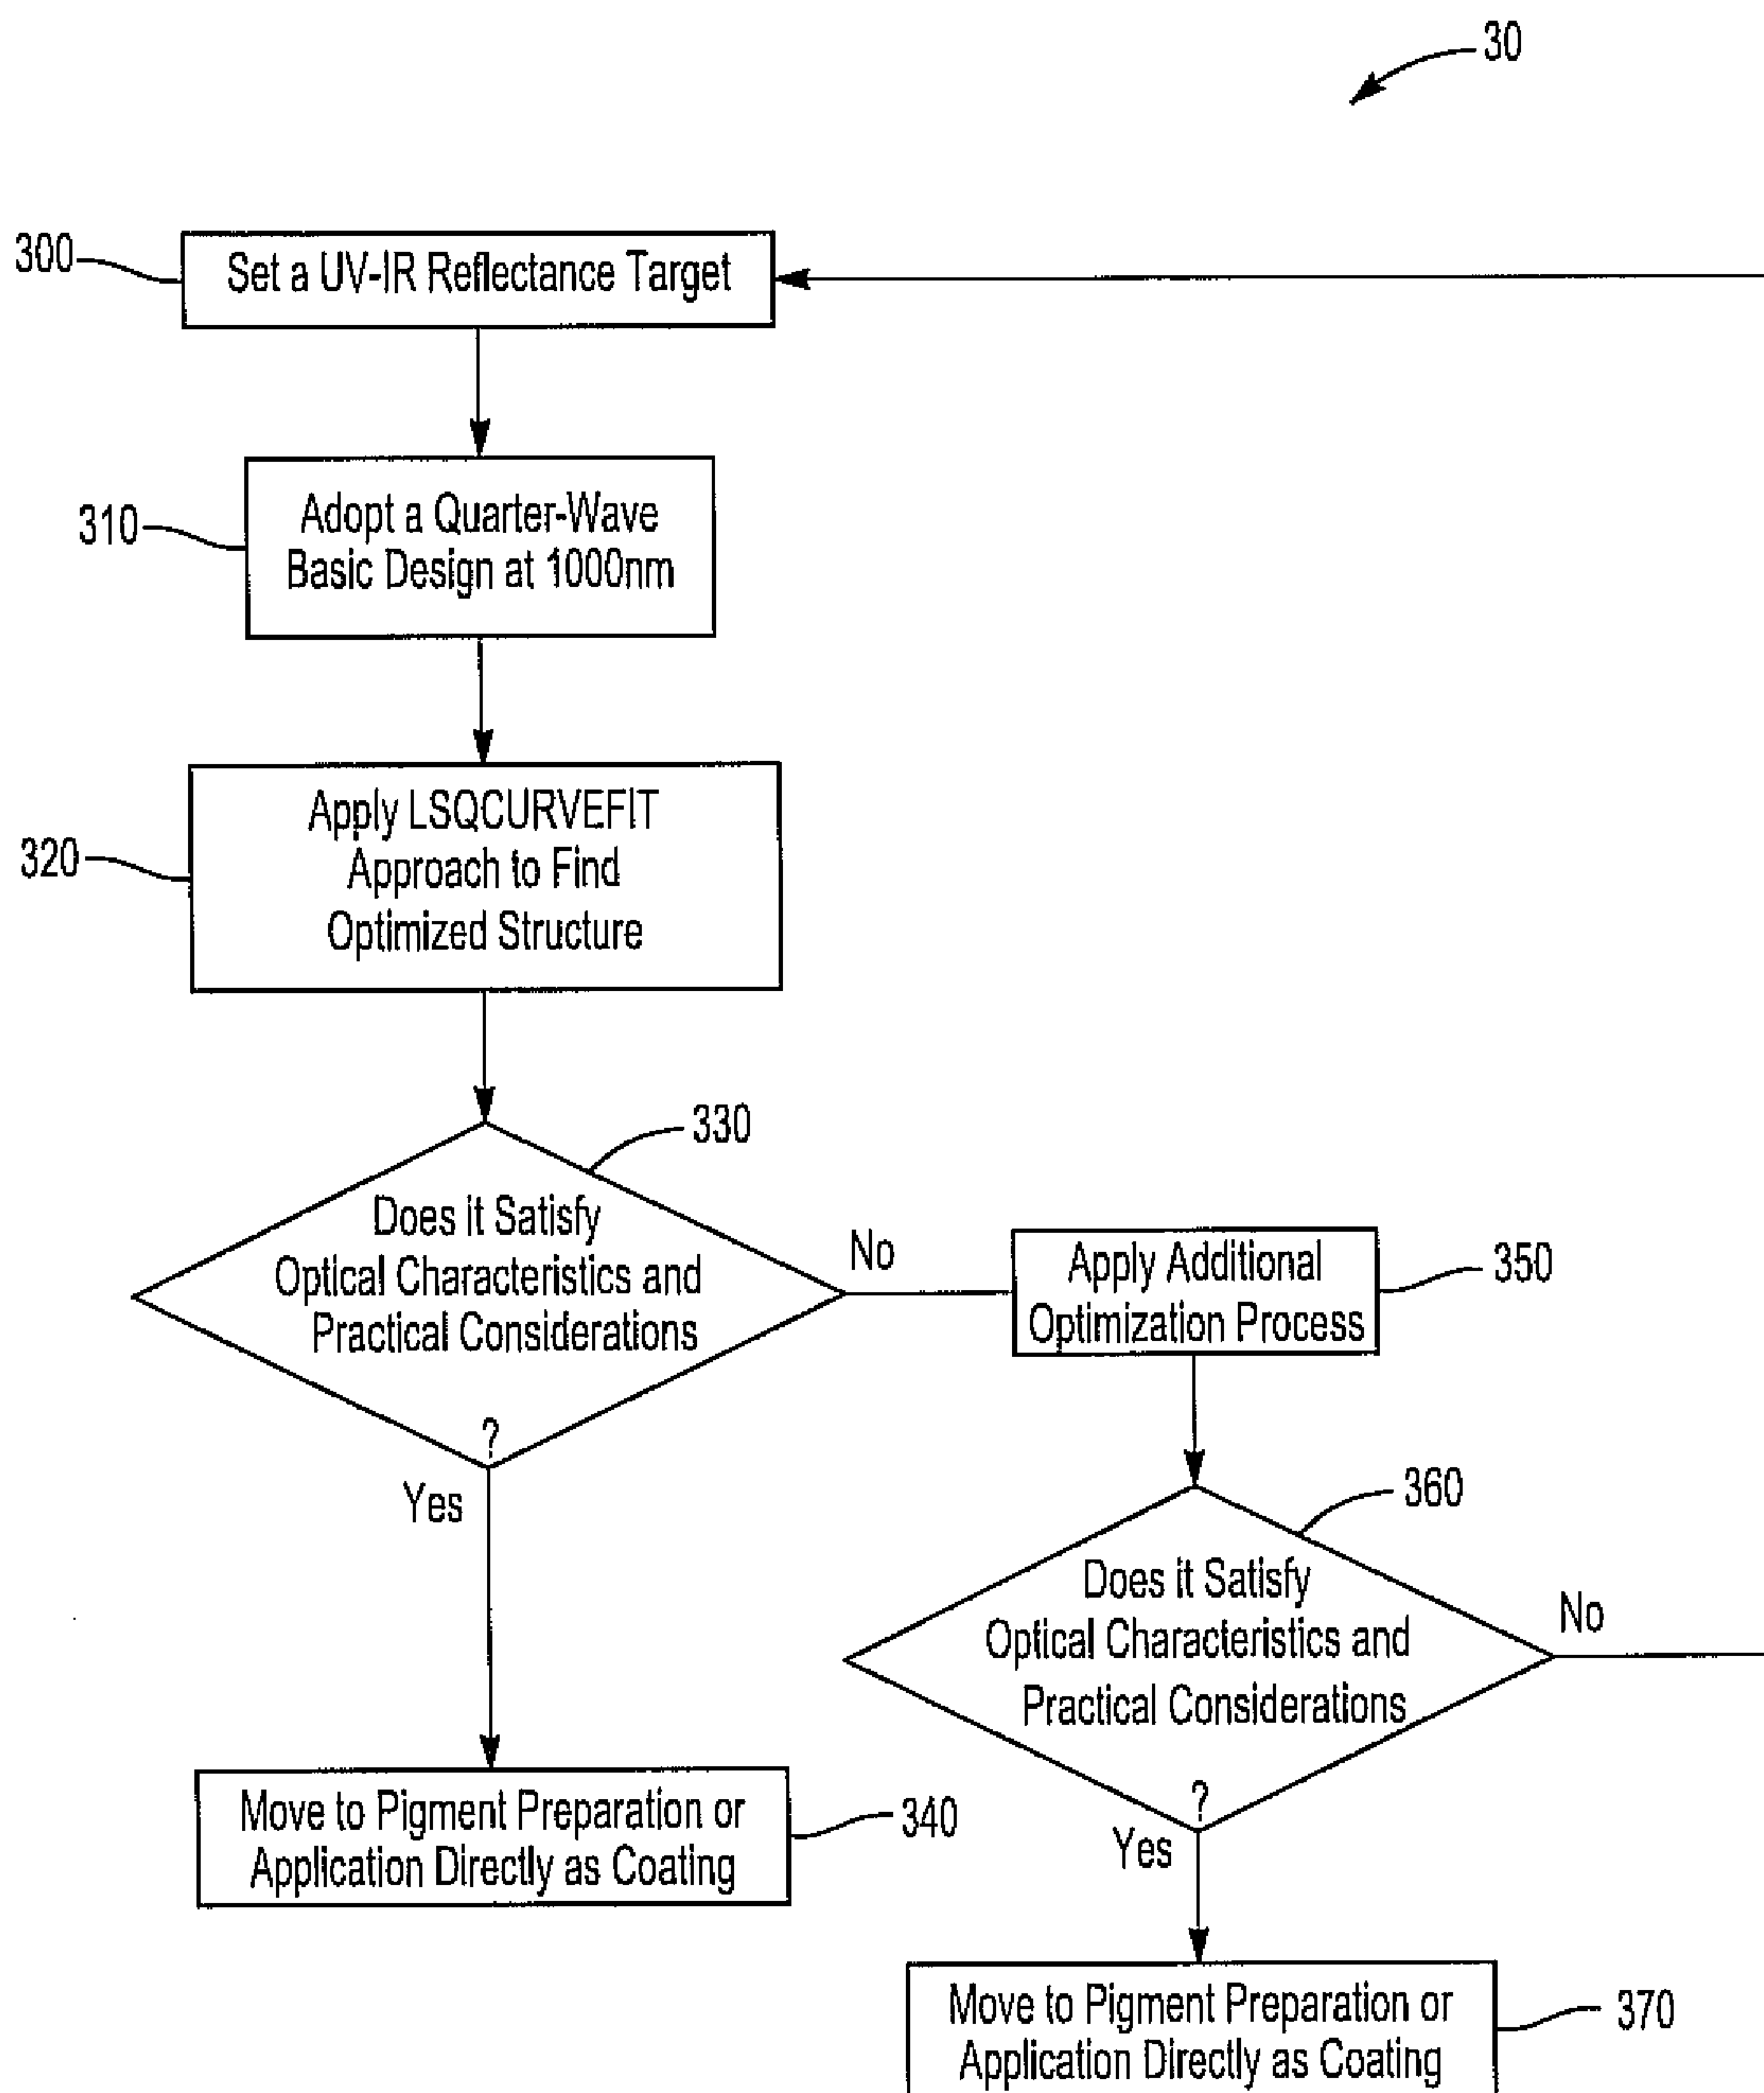 30
300
Set a UV-IR Reflectance Target
310
Adopt a Quarter-Wave
Basic Design at 1000nm
320
Apply LSQCURVEFIT
Approach to Find
Optimized Structure
330
Does it Satisfy
Optical Characteristics and
Practical Considerations
?
No
Yes
Apply Additional
Optimization Process
350
360
Does it Satisfy
Optical Characteristics and
Practical Considerations
?
No
Yes
Move to Pigment Preparation or
Application Directly as Coating
340
Move to Pigment Preparation or
Application Directly as Coating
370